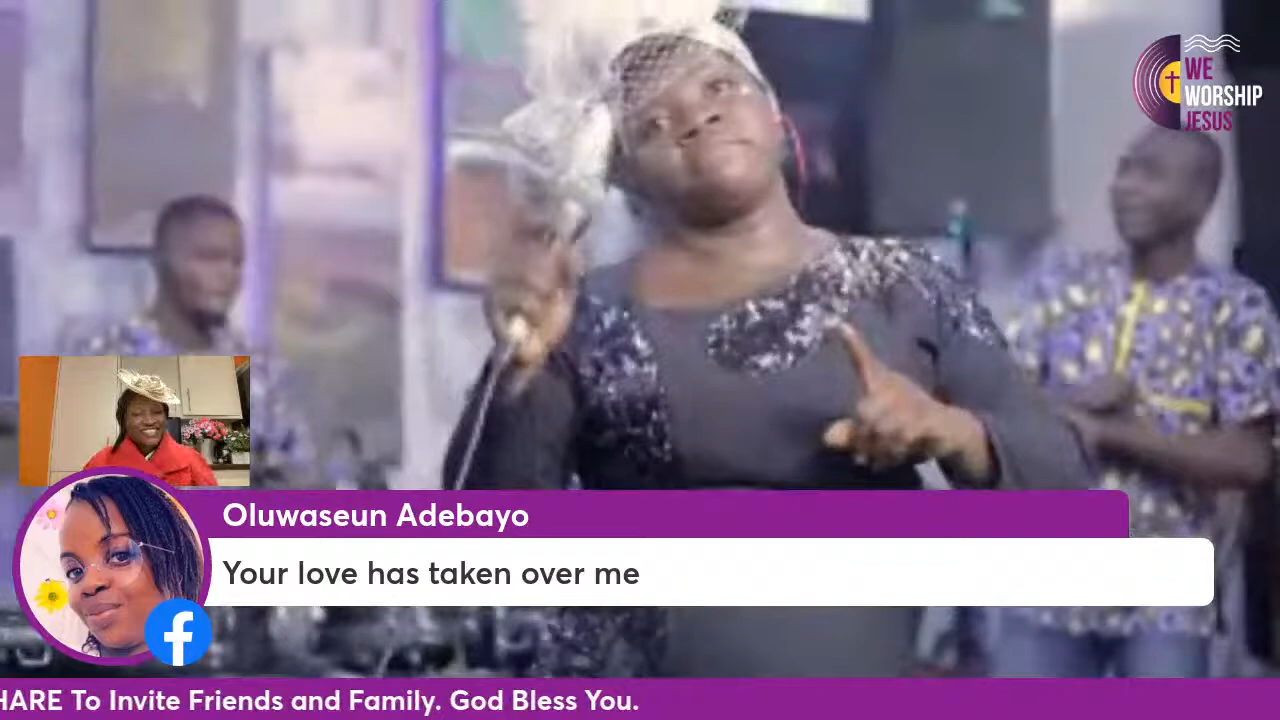 WE
WORSHIP
JESUS
Oluwaseun Adebayo
Your love has taken over me
HARE To Invite Friends and Family. God Bless You.